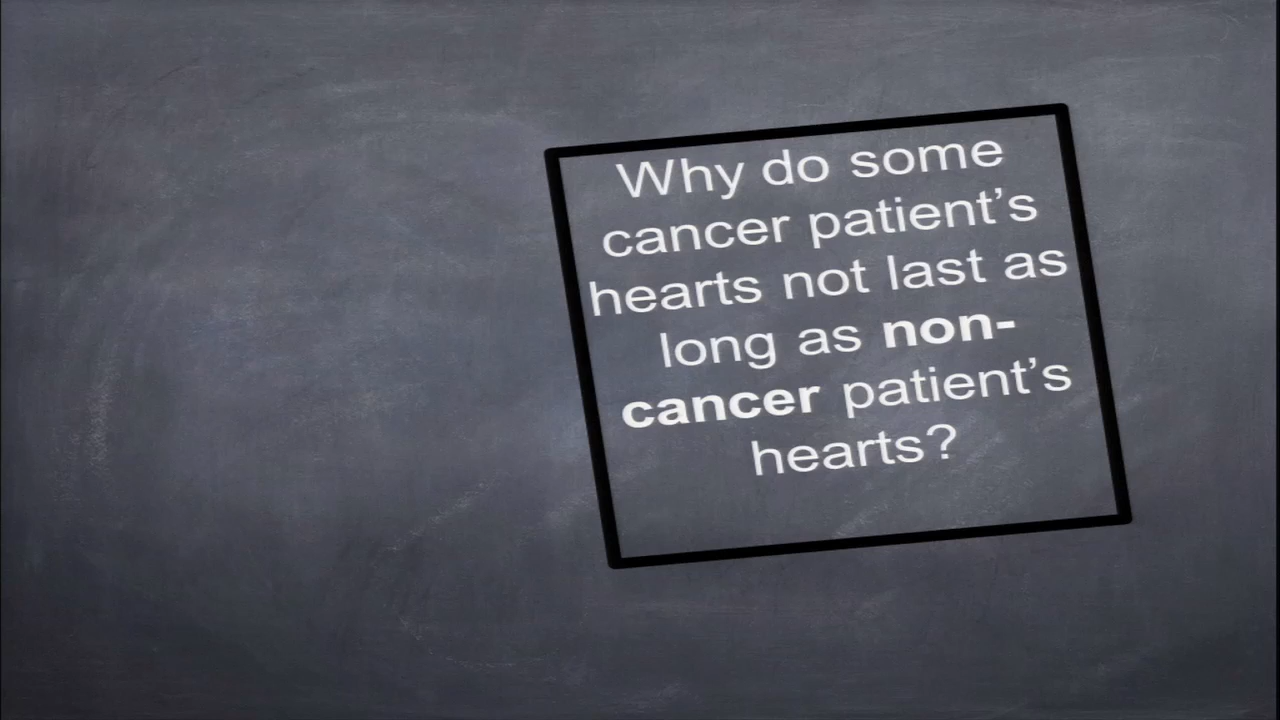 Why do some
cancer patient’s
hearts not last as
long as non-
cancer patient’s
hearts?